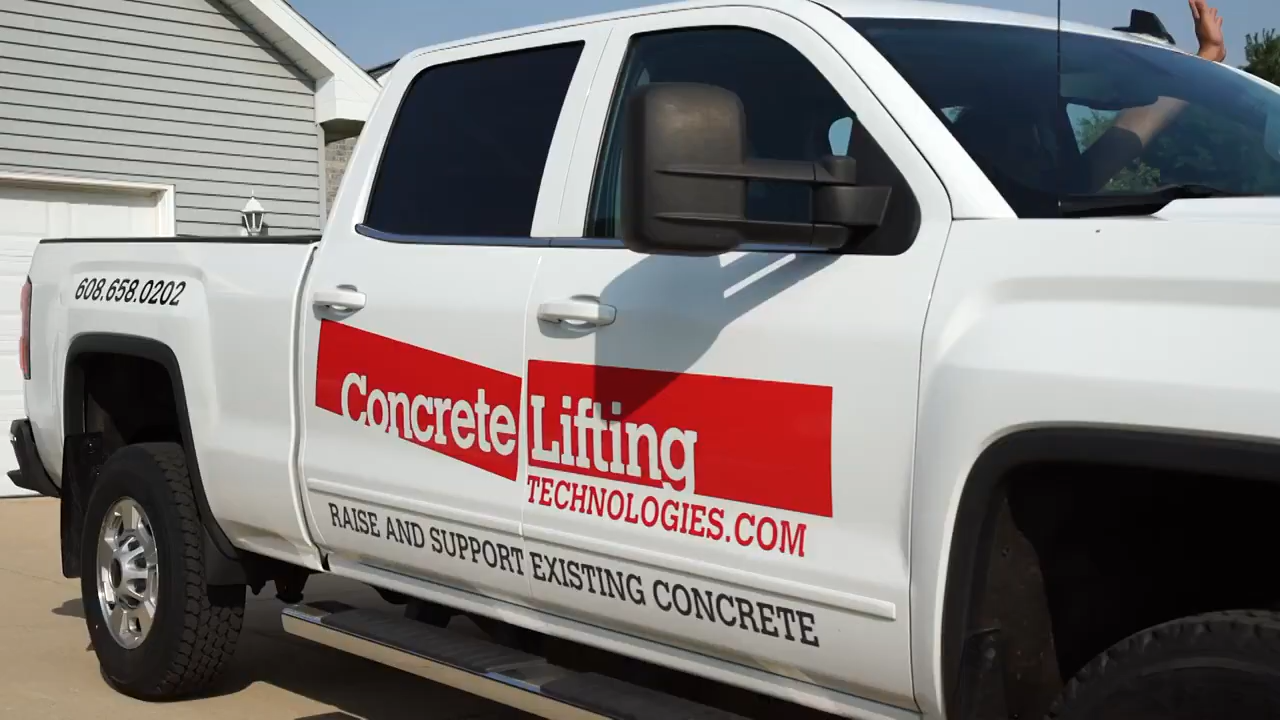 608.658.0202
Concrete Lifting
TECHNOLOGIES.COM
RAISE AND SUPPORT EXISTING CONCRETE